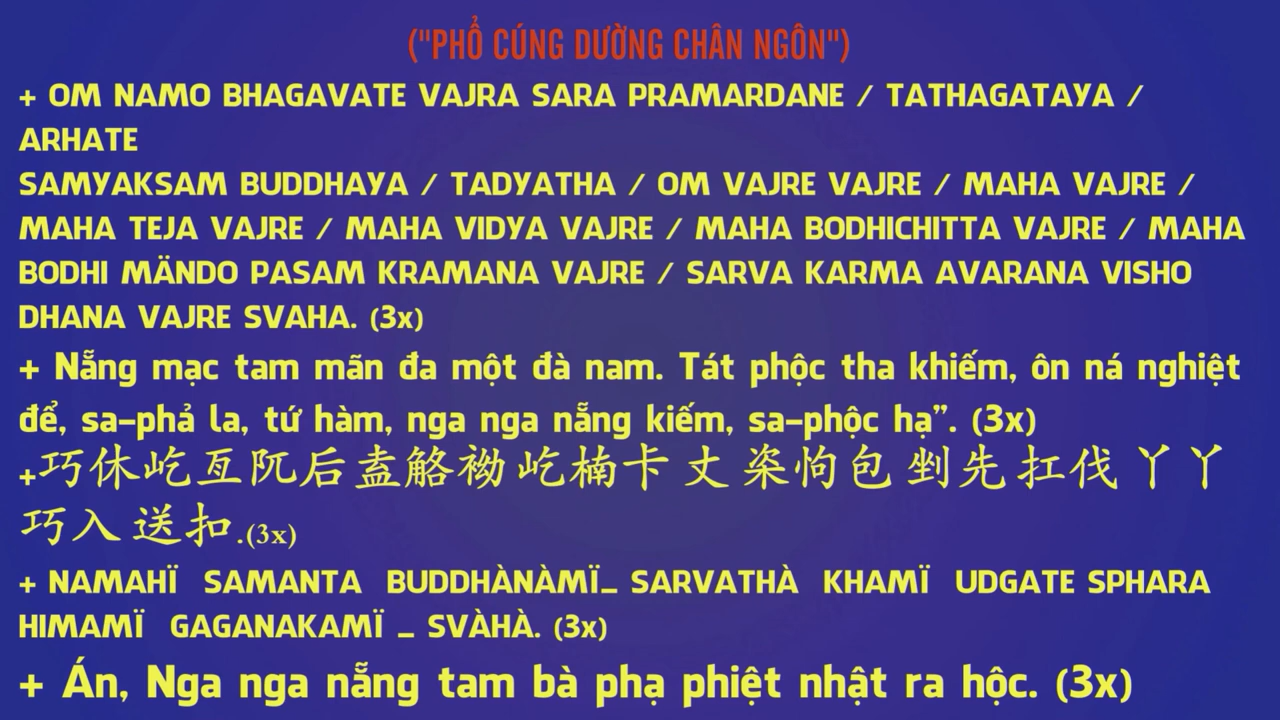 ("PHỔ CÚNG DƯỜNG CHÂN NGÔN")
+ OM NAMO BHAGAVATE VAJRA SARA PRAMARDANE / TATHAGATAYA /
ARHATE
SAMYAKSAM BUDDHAYA / TADYATHA / OM VAJRE VAJRE / MAHA VAJRE /
MAHA TEJA VAJRE / MAHA VIDYA VAJRE / MAHA BODHICHITTA VAJRE / MAHA
BODHI MÄNDO PASAM KRAMANA VAJRE / SARVA KARMA AVARANA VISHO
DHANA VAJRE SVAHA. (3x)
+ Nẵng mạc tam mãn đa một đà nam. Tát phộc tha khiếm, ôn ná nghiệt
để, sa-phả la, tứ hàm, nga nga nẵng kiếm, sa-phộc hạ”. (3x)
+巧休屹亙阢后盍觡袎屹楠卡丈栥怐包剉先扛伐丫丫
巧入送扣.(3x)
+ NAMAHÏ SAMANTA BUDDHÀNÀMÏ_ SARVATHÀ KHAMÏ UDGATE SPHARA
HIMAMÏ GAGANAKAMÏ _ SVÀHÀ. (3x)
+ Án, Nga nga nẵng tam bà phạ phiệt nhật ra hộc. (3x)